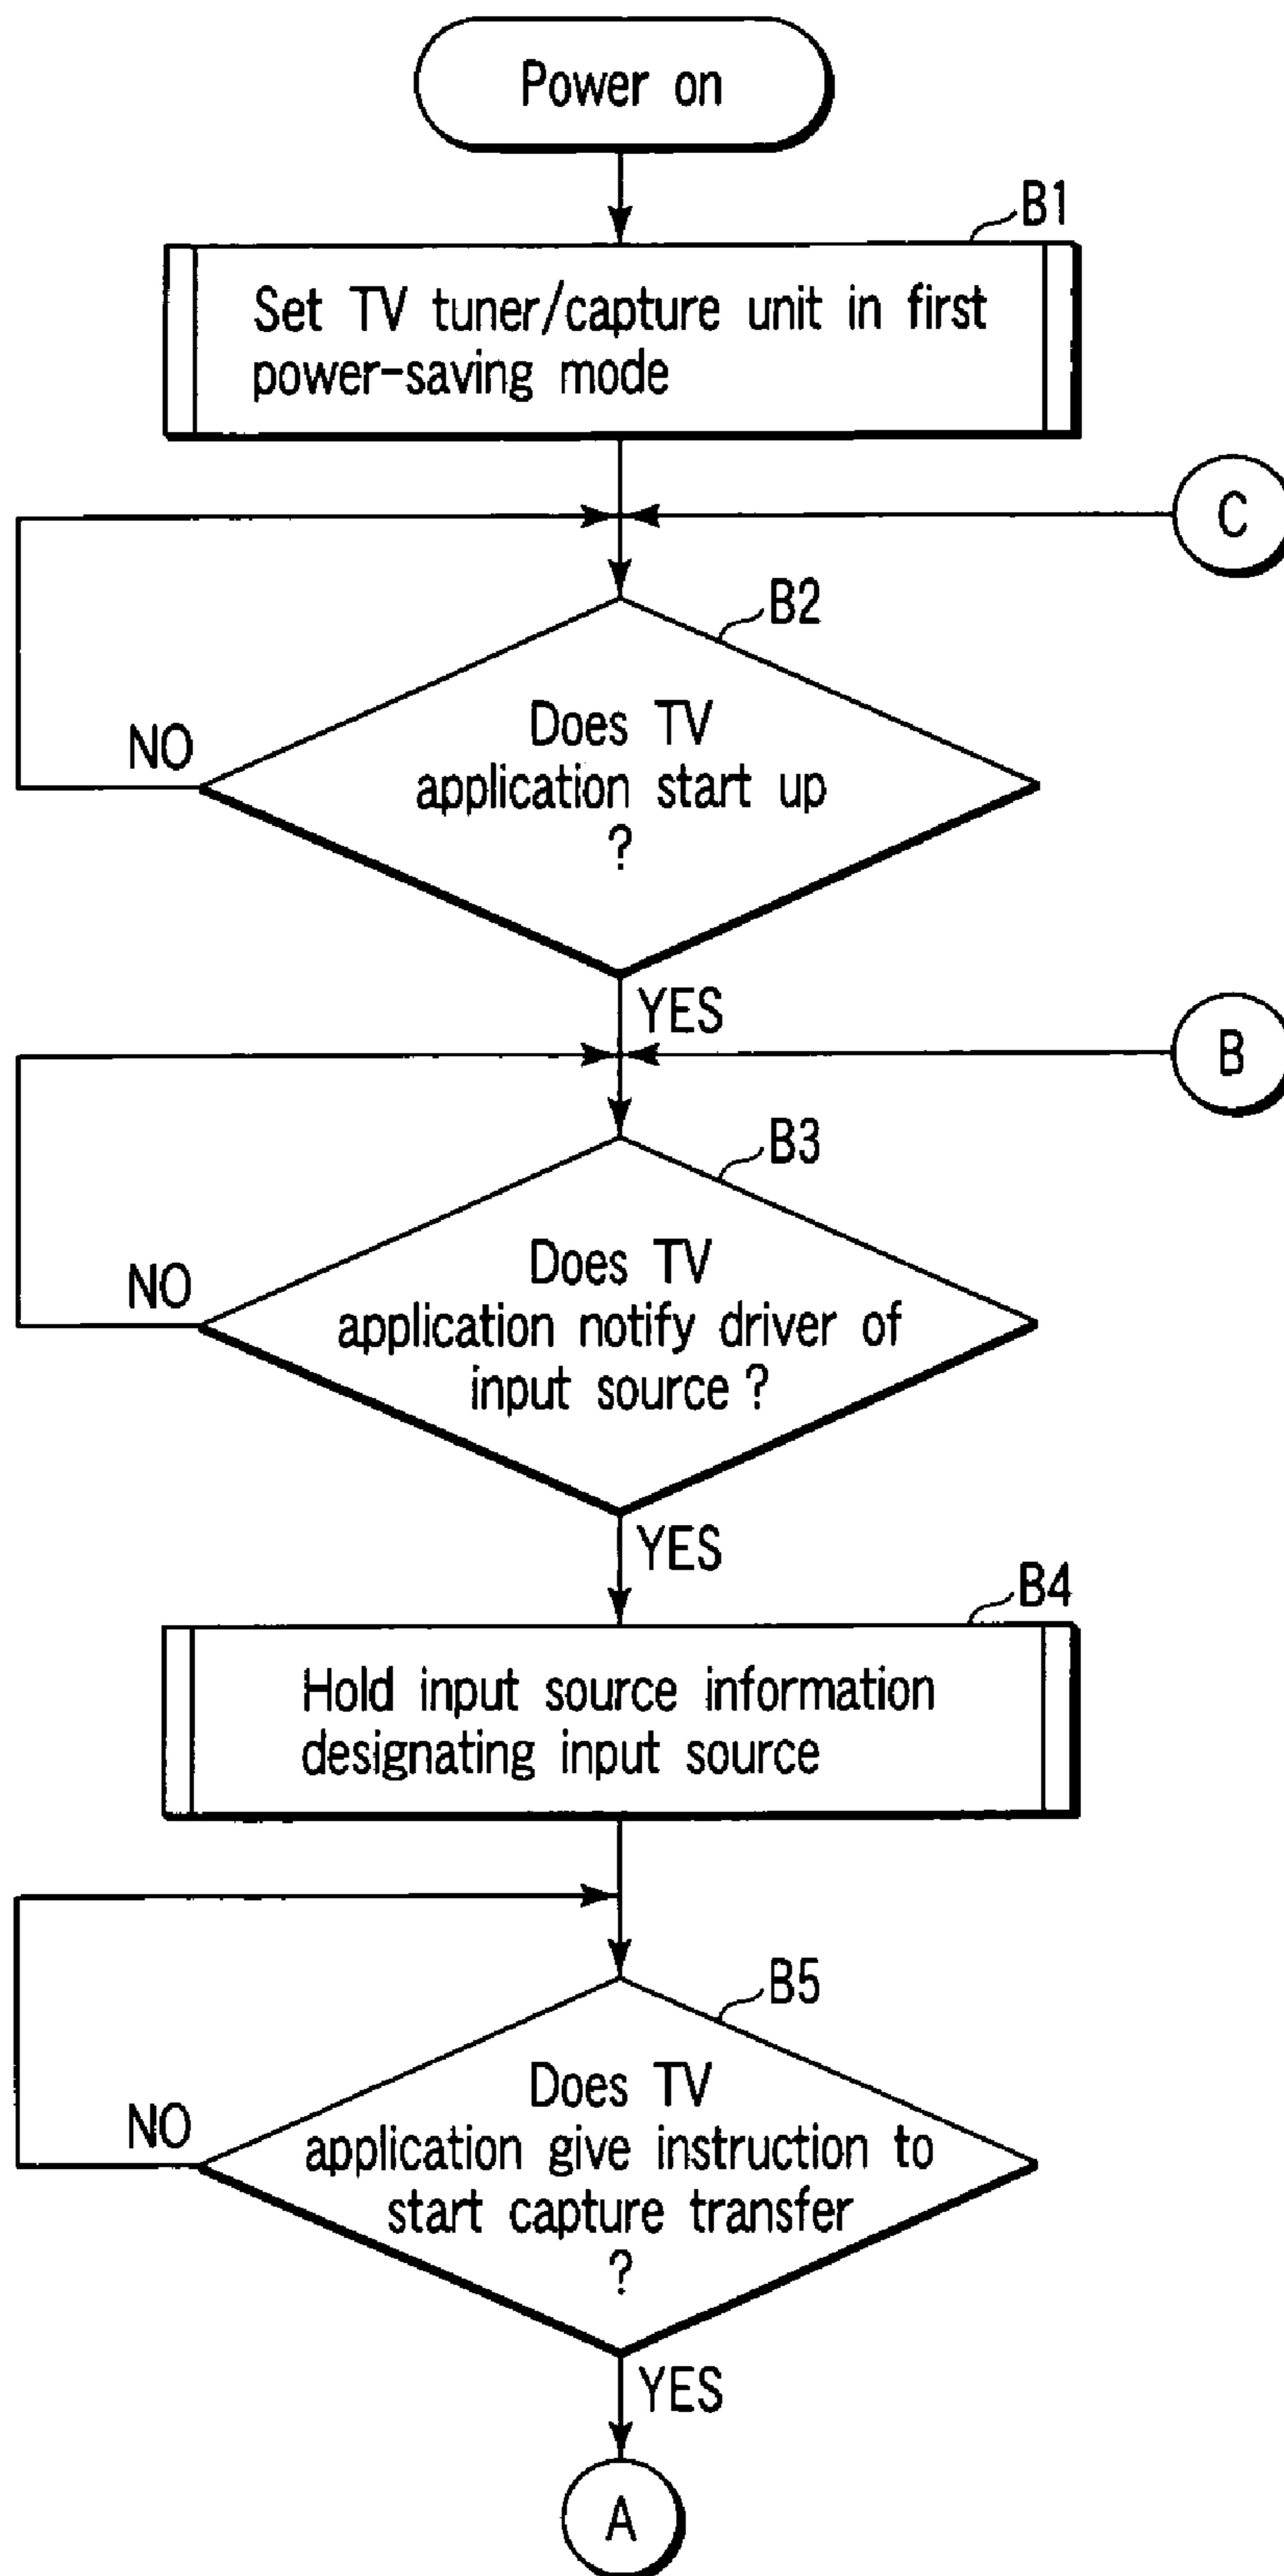 Power on
B1
Set TV tuner/capture unit in first
power-saving mode
C
B2
Does TV
application start up
?
NO
YES
B
B3
Does TV
application notify driver of
input source ?
NO
YES
B4
Hold input source information
designating input source
B5
Does TV
application give instruction to
start capture transfer
?
NO
YES
A